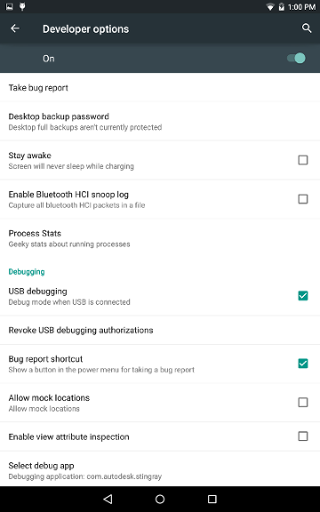 1:00 PM
Developer options
On
Take bug report
Desktop backup password
Desktop full backups aren't currently protected
Stay awake
Screen will never sleep while charging
Enable Bluetooth HCI snoop log
Capture all bluetooth HCI packets in a file
Process Stats
Geeky stats about running processes
Debugging
USB debugging
Debug mode when USB is connected
Revoke USB debugging authorizations
Bug report shortcut
Show a button in the power menu for taking a bug report
Allow mock locations
Allow mock locations
Enable view attribute inspection
Select debug app
Debugging application: com.autodesk.stingray